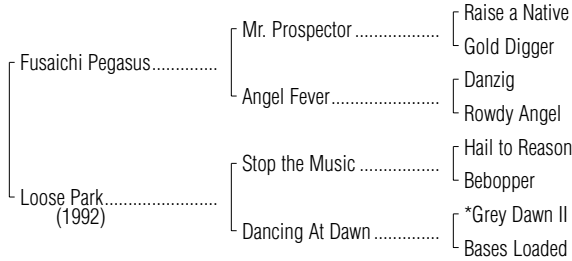 Raise a Native
Mr. Prospector ..................
Gold Digger
Fusaichi Pegasus..............
Danzig
Angel Fever.......................
Rowdy Angel
Hail to Reason
Stop the Music .................
Bebopper
Loose Park........................
(1992)
*Grey Dawn II
Dancing At Dawn ..............
Bases Loaded